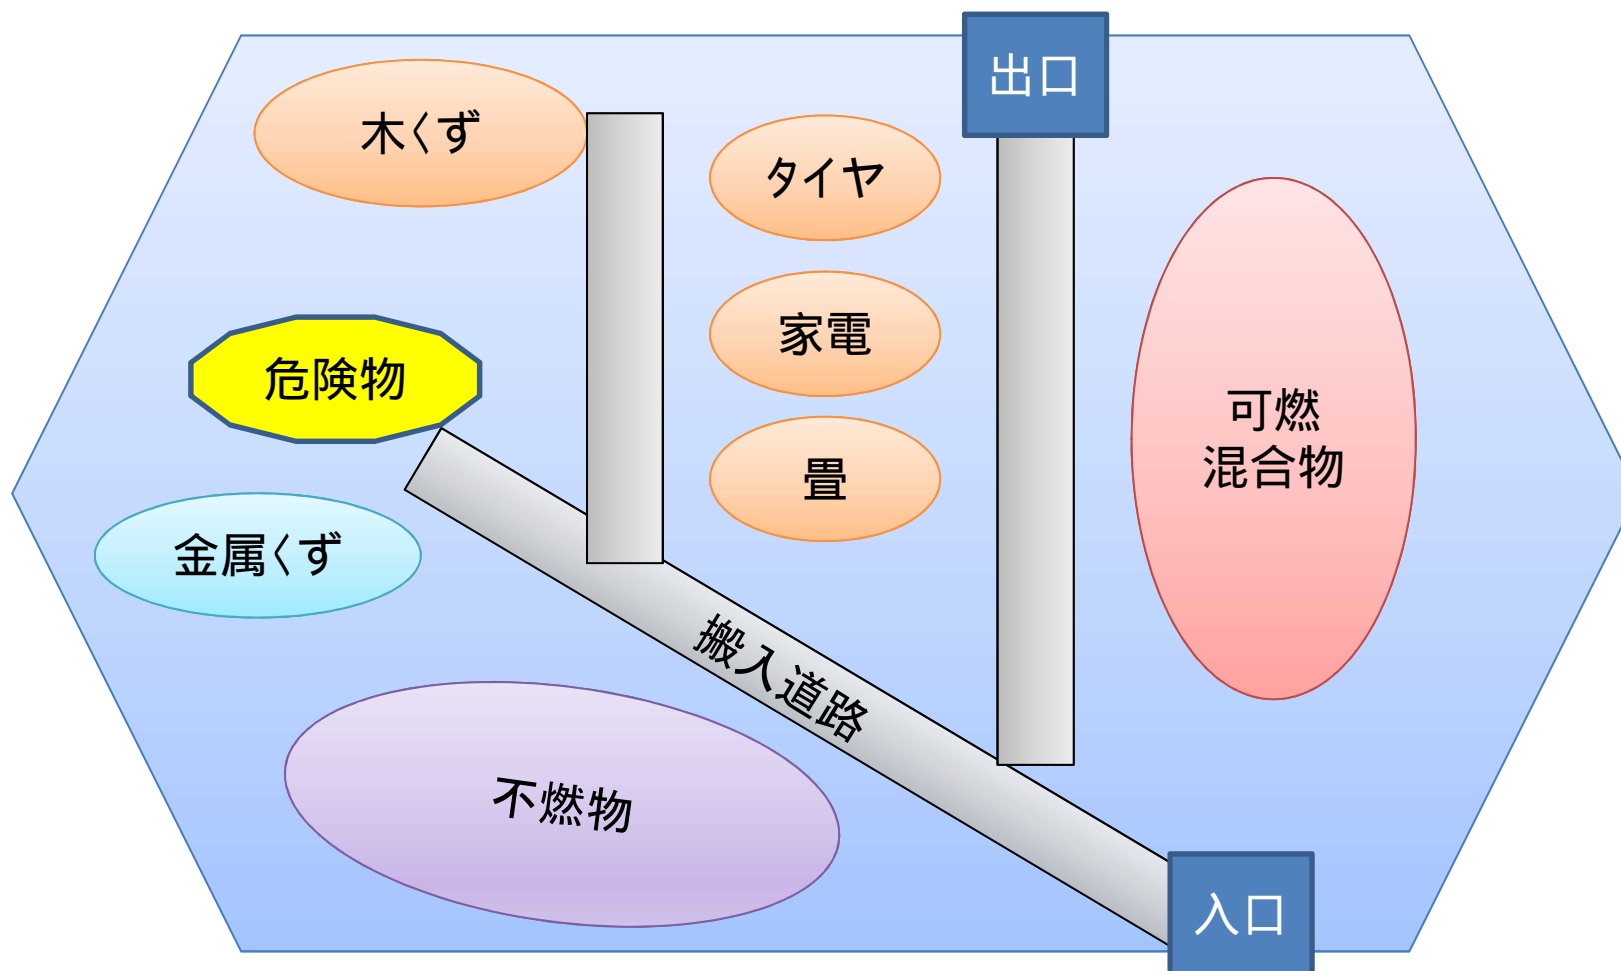 出口
木くず
タイヤ
家電
危険物
可燃
混合物
畳
金属くず
搬入道路
不燃物
入口